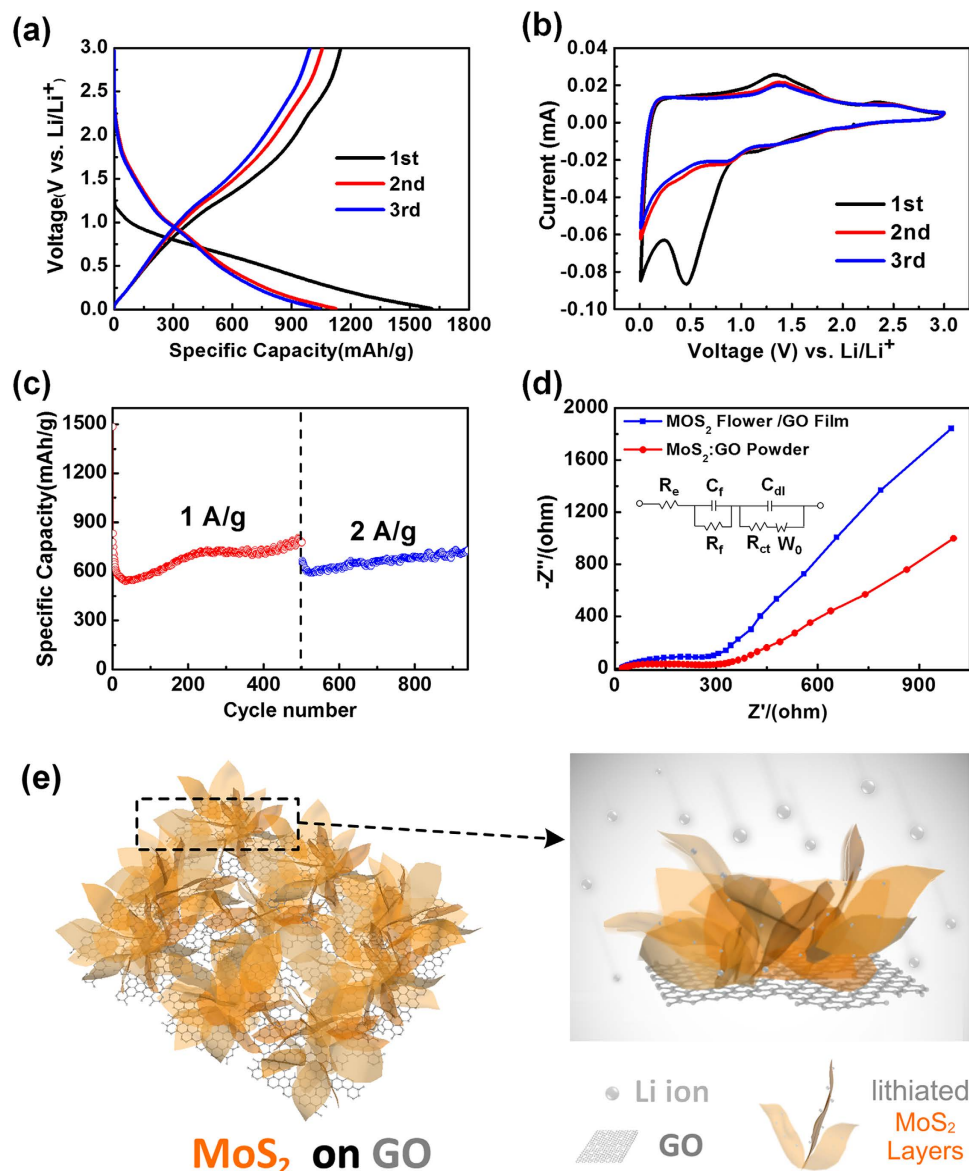 (a)
3.0
2.5
2.0
1.5
1.0
0.5
0.0
Voltage(V vs. Li/Li⁺)
1st
2nd
3rd
0 300 600 900 1200 1500 1800
Specific Capacity(mAh/g)
(b)
0.04
0.02
0.00
-0.02
-0.04
-0.06
-0.08
-0.10
Current (mA)
1st
2nd
3rd
0.0 0.5 1.0 1.5 2.0 2.5 3.0
Voltage (V) vs. Li/Li⁺
(c)
1500
1200
900
600
300
0
Specific Capacity(mAh/g)
1 A/g
2 A/g
0 200 400 600 800
Cycle number
(d)
2000
1600
1200
800
400
0
-Z''/(ohm)
MOS₂ Flower /GO Film
MoS₂:GO Powder
Rₑ C_f C_dl
R_f R_ct W₀
0 300 600 900
Z'/(ohm)
(e)
MoS₂ on GO
Li ion
GO
lithiated
MoS₂
Layers